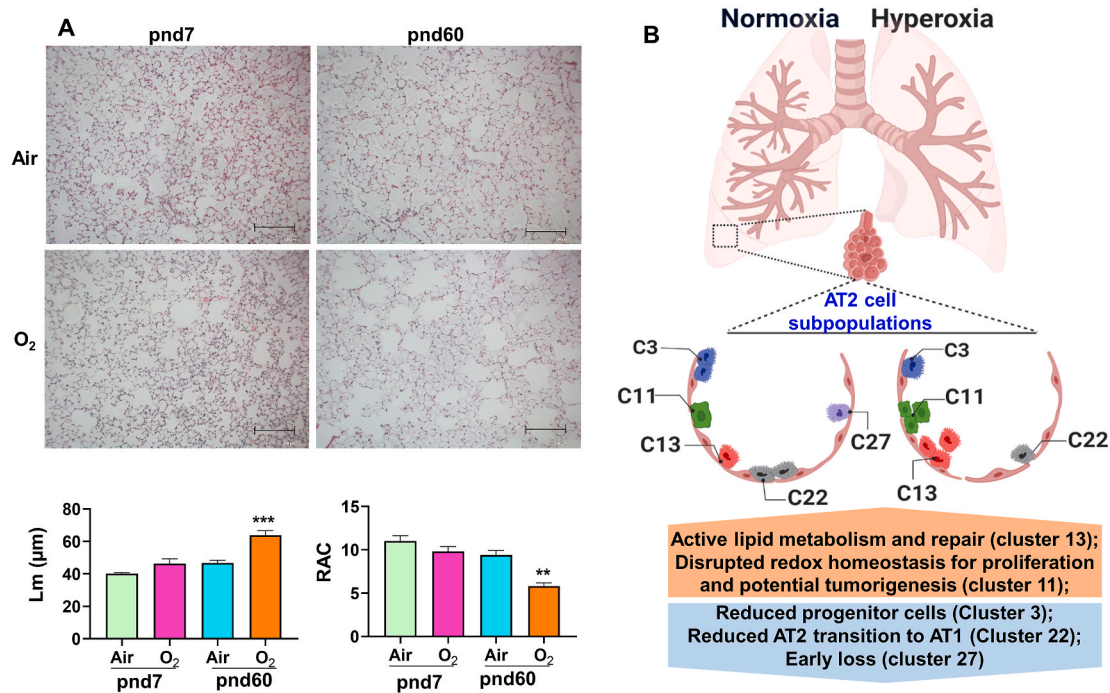 A
pnd7
pnd60
Air
O₂
Lm (µm)
80
60
40
20
0
Air
O₂
Air
O₂
pnd7
pnd60
***
RAC
15
10
5
0
Air
O₂
Air
O₂
pnd7
pnd60
**
B
Normoxia
Hyperoxia
AT2 cell
subpopulations
C3
C11
C13
C22
C27
C3
C11
C13
C22
Active lipid metabolism and repair (cluster 13);
Disrupted redox homeostasis for proliferation
and potential tumorigenesis (cluster 11);
Reduced progenitor cells (Cluster 3);
Reduced AT2 transition to AT1 (Cluster 22);
Early loss (cluster 27)